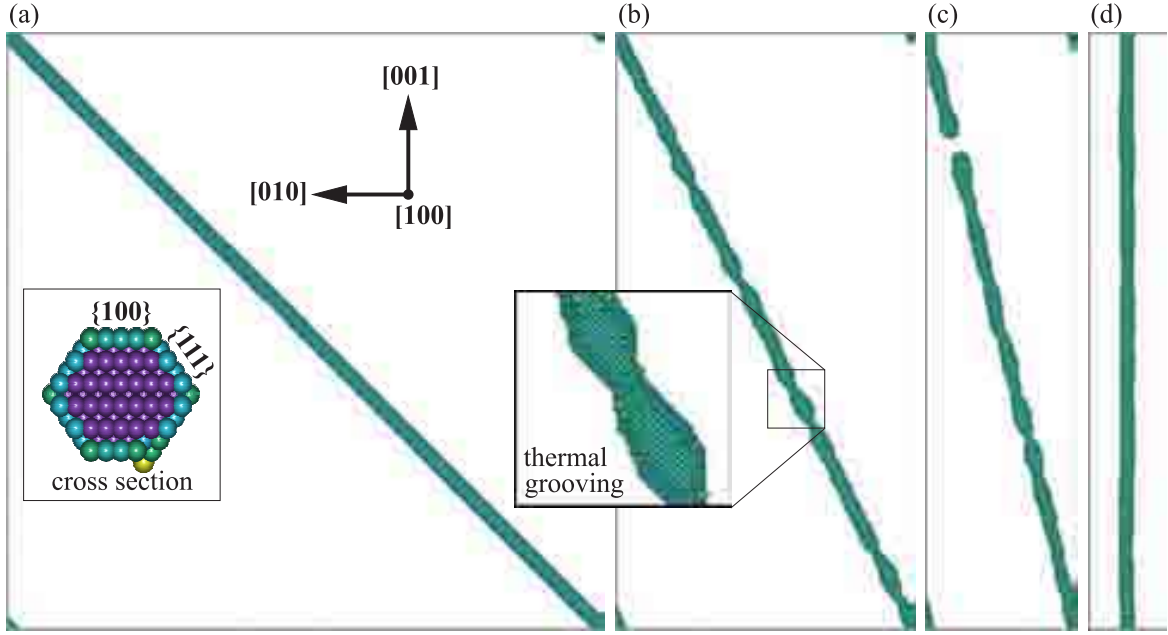 (a)
(b)
(c)
(d)
[001]
[010]
[100]
{100}
{111}
cross section
thermal
grooving